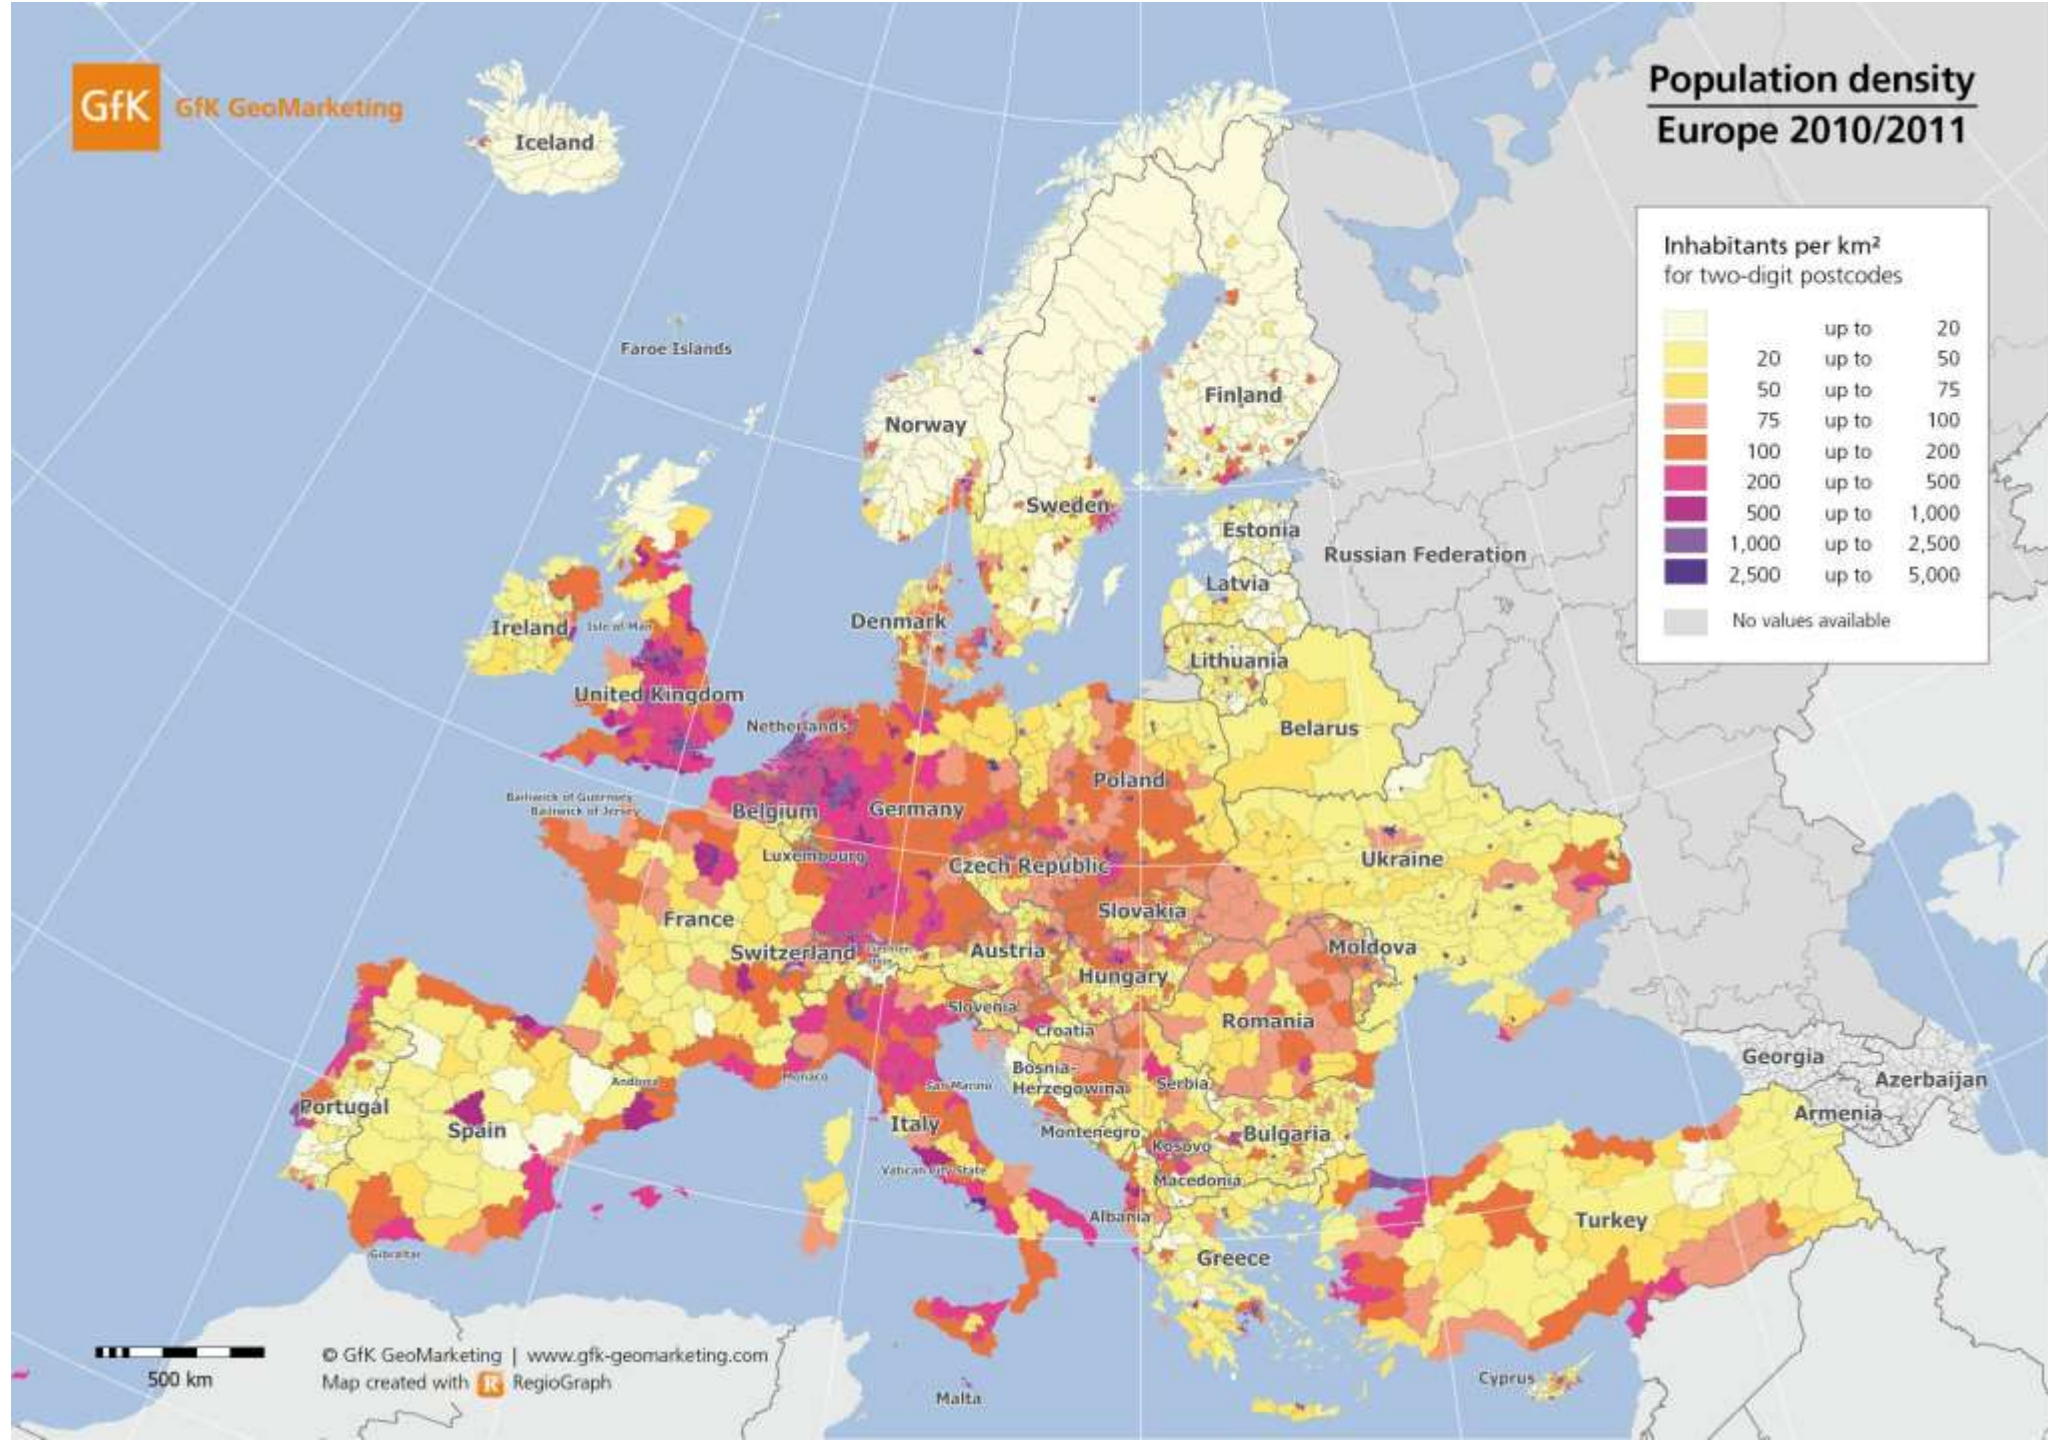 GfK GfK GeoMarketing
Population density
Europe 2010/2011
Inhabitants per km²
for two-digit postcodes
up to 20
20 up to 50
50 up to 75
75 up to 100
100 up to 200
200 up to 500
500 up to 1,000
1,000 up to 2,500
2,500 up to 5,000
No values available
Iceland
Faroe Islands
Norway
Finland
Sweden
Estonia
Russian Federation
Latvia
Denmark
Ireland
Isle of Man
Lithuania
United Kingdom
Netherlands
Belarus
Poland
Bailiwick of Guernsey
Bailiwick of Jersey
Belgium
Germany
Luxembourg
Czech Republic
Ukraine
France
Slovakia
Switzerland
Austria
Moldova
Hungary
Slovenia
Croatia
Romania
Georgia
Andorra
Monaco
San Marino
Bosnia-
Herzegowina
Serbia
Azerbaijan
Portugal
Spain
Italy
Montenegro
Kosovo
Bulgaria
Armenia
Vatican City State
Macedonia
Albania
Turkey
Gibraltar
Greece
Cyprus
Malta
500 km
© GfK GeoMarketing | www.gfk-geomarketing.com
Map created with R RegioGraph